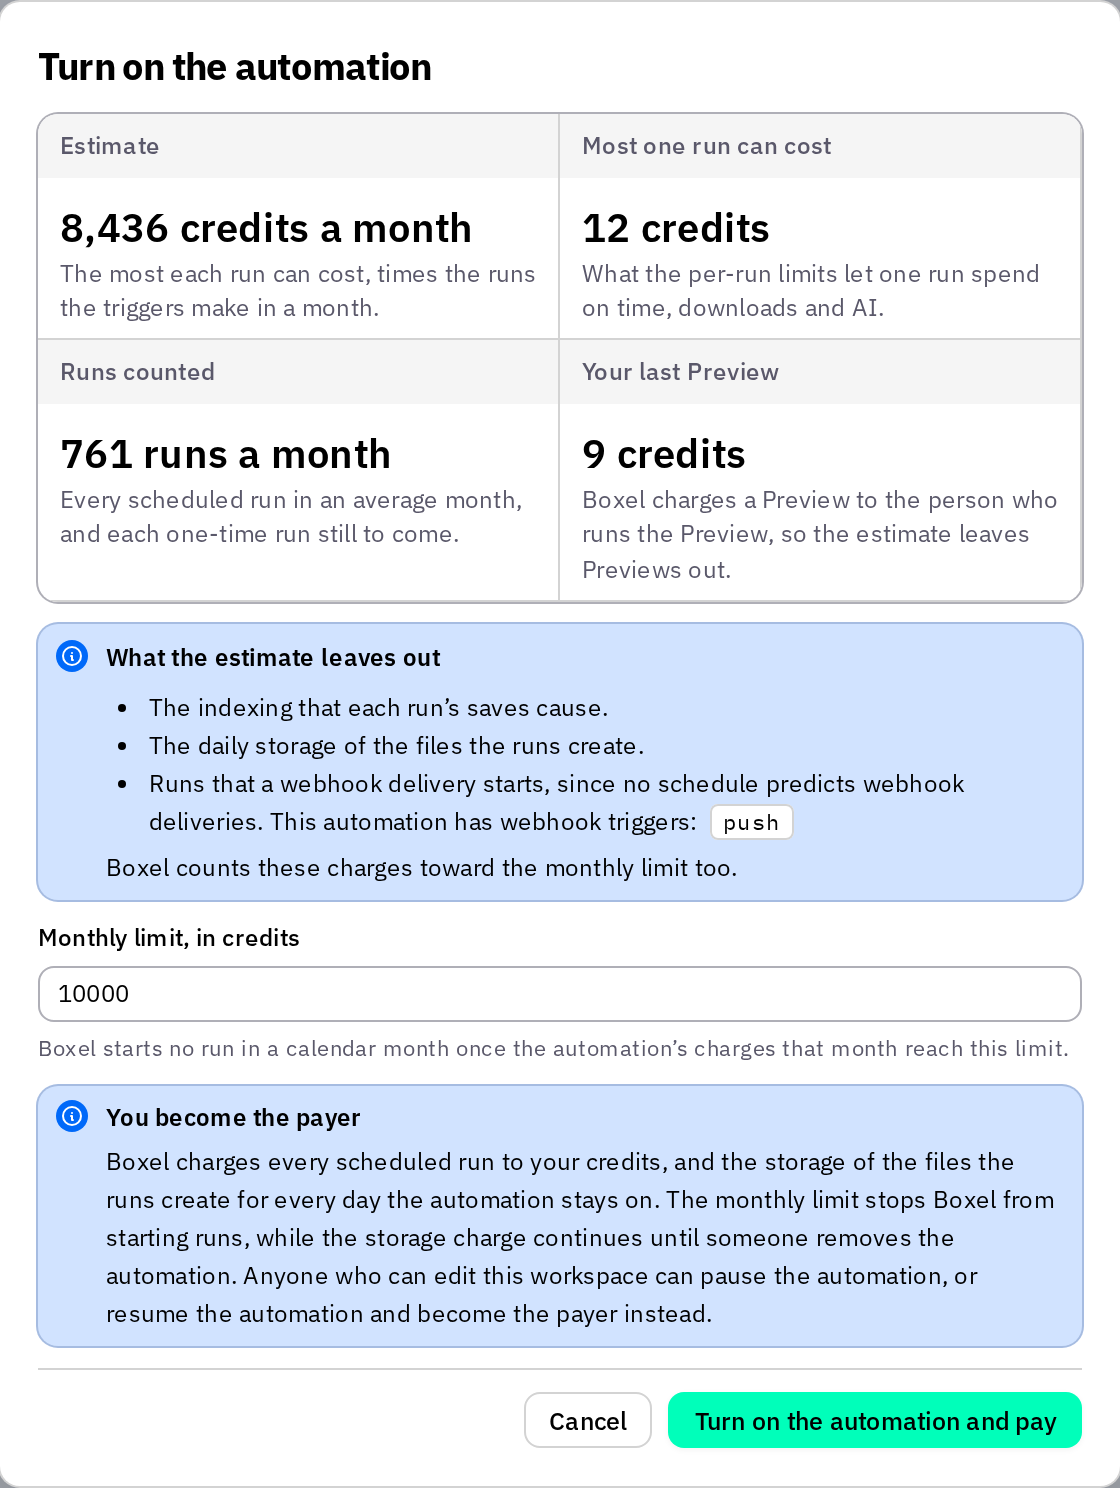 Turn on the automation
Estimate
8,436 credits a month
The most each run can cost, times the runs
the triggers make in a month.
Most one run can cost
12 credits
What the per-run limits let one run spend
on time, downloads and AI.
Runs counted
761 runs a month
Every scheduled run in an average month,
and each one-time run still to come.
Your last Preview
9 credits
Boxel charges a Preview to the person who
runs the Preview, so the estimate leaves
Previews out.
What the estimate leaves out
• The indexing that each run’s saves cause.
• The daily storage of the files the runs create.
• Runs that a webhook delivery starts, since no schedule predicts webhook
deliveries. This automation has webhook triggers: push
Boxel counts these charges toward the monthly limit too.
Monthly limit, in credits
10000
Boxel starts no run in a calendar month once the automation’s charges that month reach this limit.
You become the payer
Boxel charges every scheduled run to your credits, and the storage of the files the
runs create for every day the automation stays on. The monthly limit stops Boxel from
starting runs, while the storage charge continues until someone removes the
automation. Anyone who can edit this workspace can pause the automation, or
resume the automation and become the payer instead.
Cancel
Turn on the automation and pay